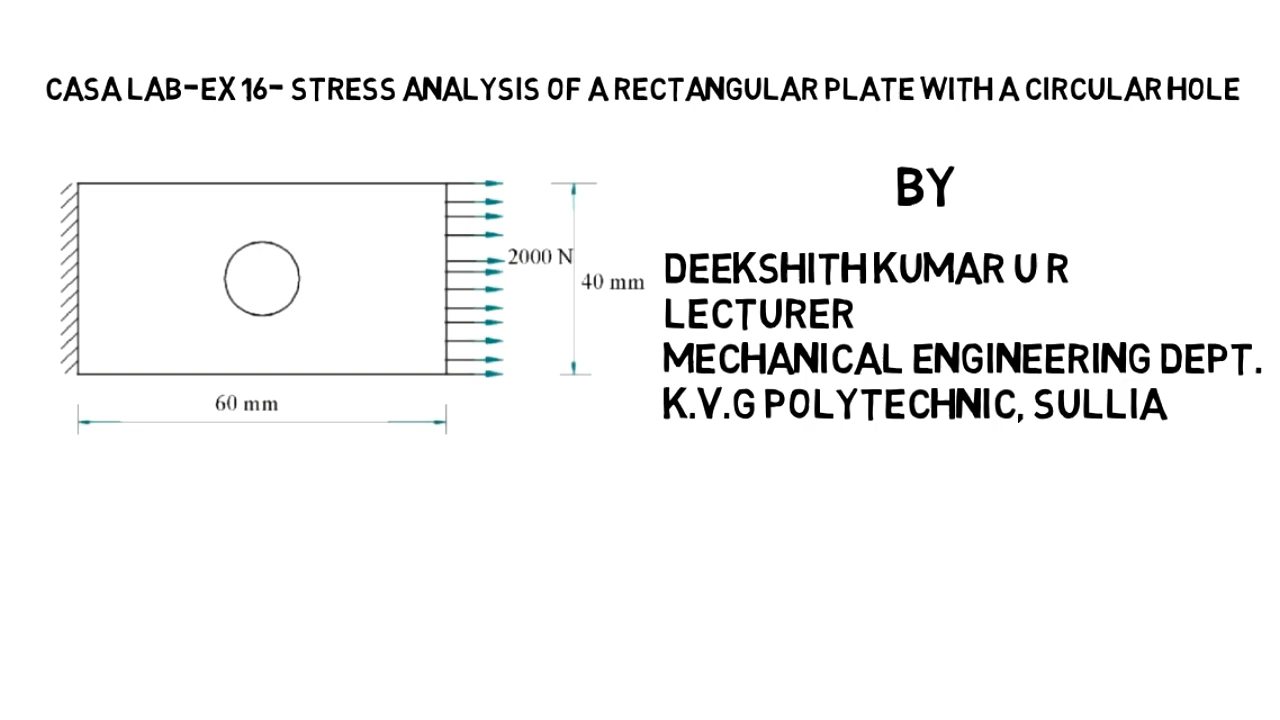 CASA LAB-EX 16- STRESS ANALYSIS OF A RECTANGULAR PLATE WITH A CIRCULAR HOLE
BY
2000 N
40 mm
60 mm
DEEKSHITH KUMAR U R
LECTURER
MECHANICAL ENGINEERING DEPT.
K.V.G POLYTECHNIC, SULLIA